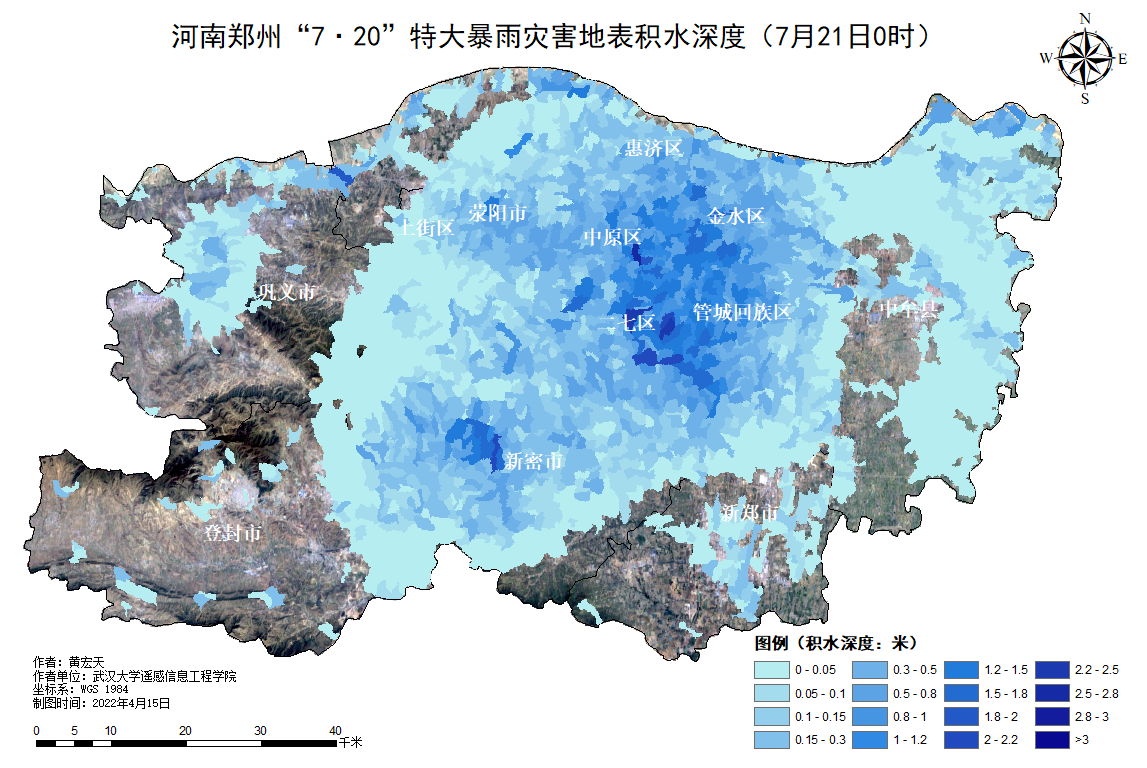 河南郑州“7·20”特大暴雨灾害地表积水深度（7月21日0时）
N
W
E
S
惠济区
荥阳市
金水区
上街区
中原区
巩义市
中牟县
二七区
管城回族区
新密市
新郑市
登封市
图例（积水深度：米）
0 - 0.05
0.3 - 0.5
1.2 - 1.5
2.2 - 2.5
0.05 - 0.1
0.5 - 0.8
1.5 - 1.8
2.5 - 2.8
0.1 - 0.15
0.8 - 1
1.8 - 2
2.8 - 3
0.15 - 0.3
1 - 1.2
2 - 2.2
>3
作者：黄宏天
作者单位：武汉大学遥感信息工程学院
坐标系：WGS 1984
制图时间：2022年4月15日
0 5 10 20 30 40
千米